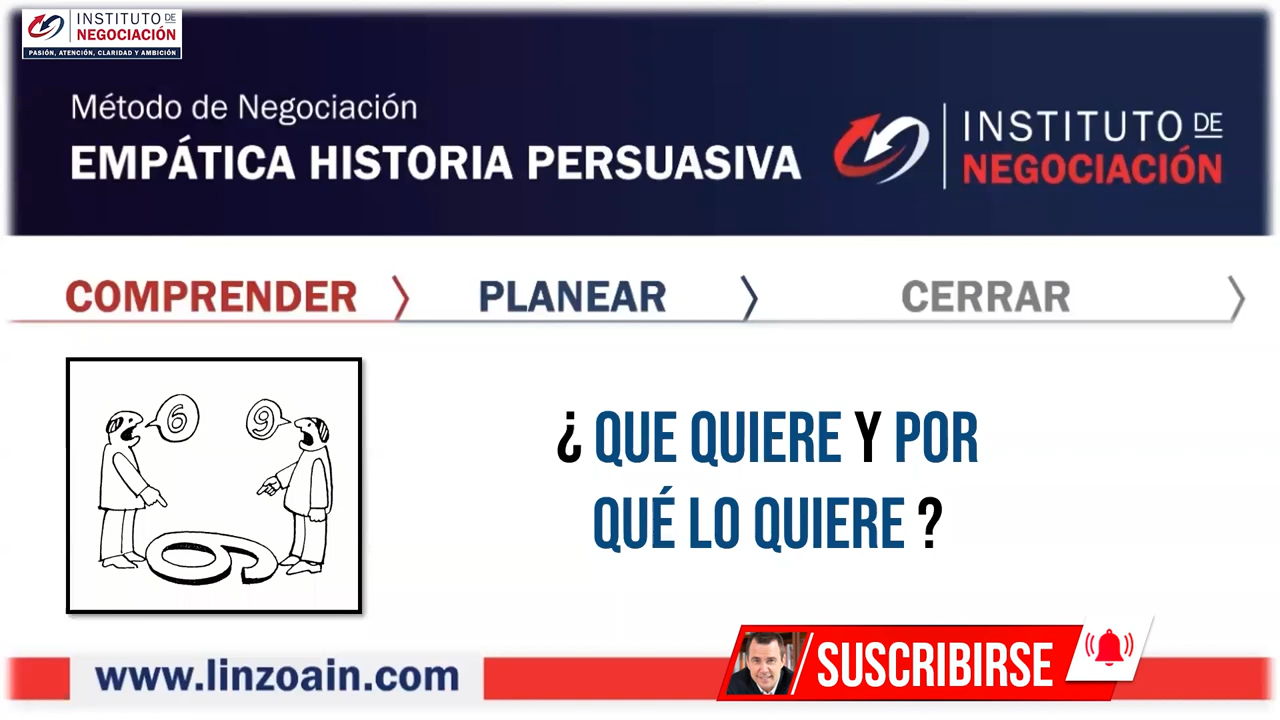 INSTITUTO DE
NEGOCIACIÓN
PASIÓN, ATENCIÓN, CLARIDAD Y AMBICIÓN
Método de Negociación
EMPÁTICA HISTORIA PERSUASIVA
INSTITUTO DE
NEGOCIACIÓN
COMPRENDER
PLANEAR
CERRAR
6
9
6
¿ QUE QUIERE Y POR
QUÉ LO QUIERE ?
www.linzoain.com
SUSCRIBIRSE